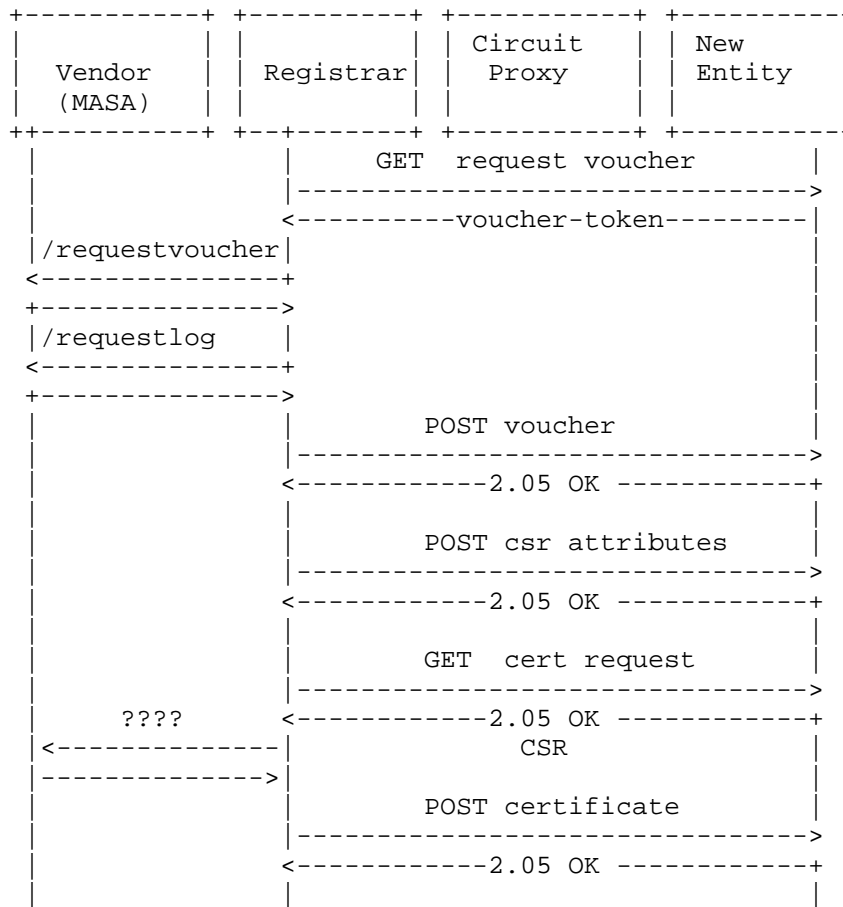 Circuit New
Vendor Registrar Proxy Entity
(MASA)
GET request voucher
voucher-token
/requestvoucher
/requestlog
POST voucher
2.05 OK
POST csr attributes
2.05 OK
GET cert request
???? 2.05 OK
CSR
POST certificate
2.05 OK